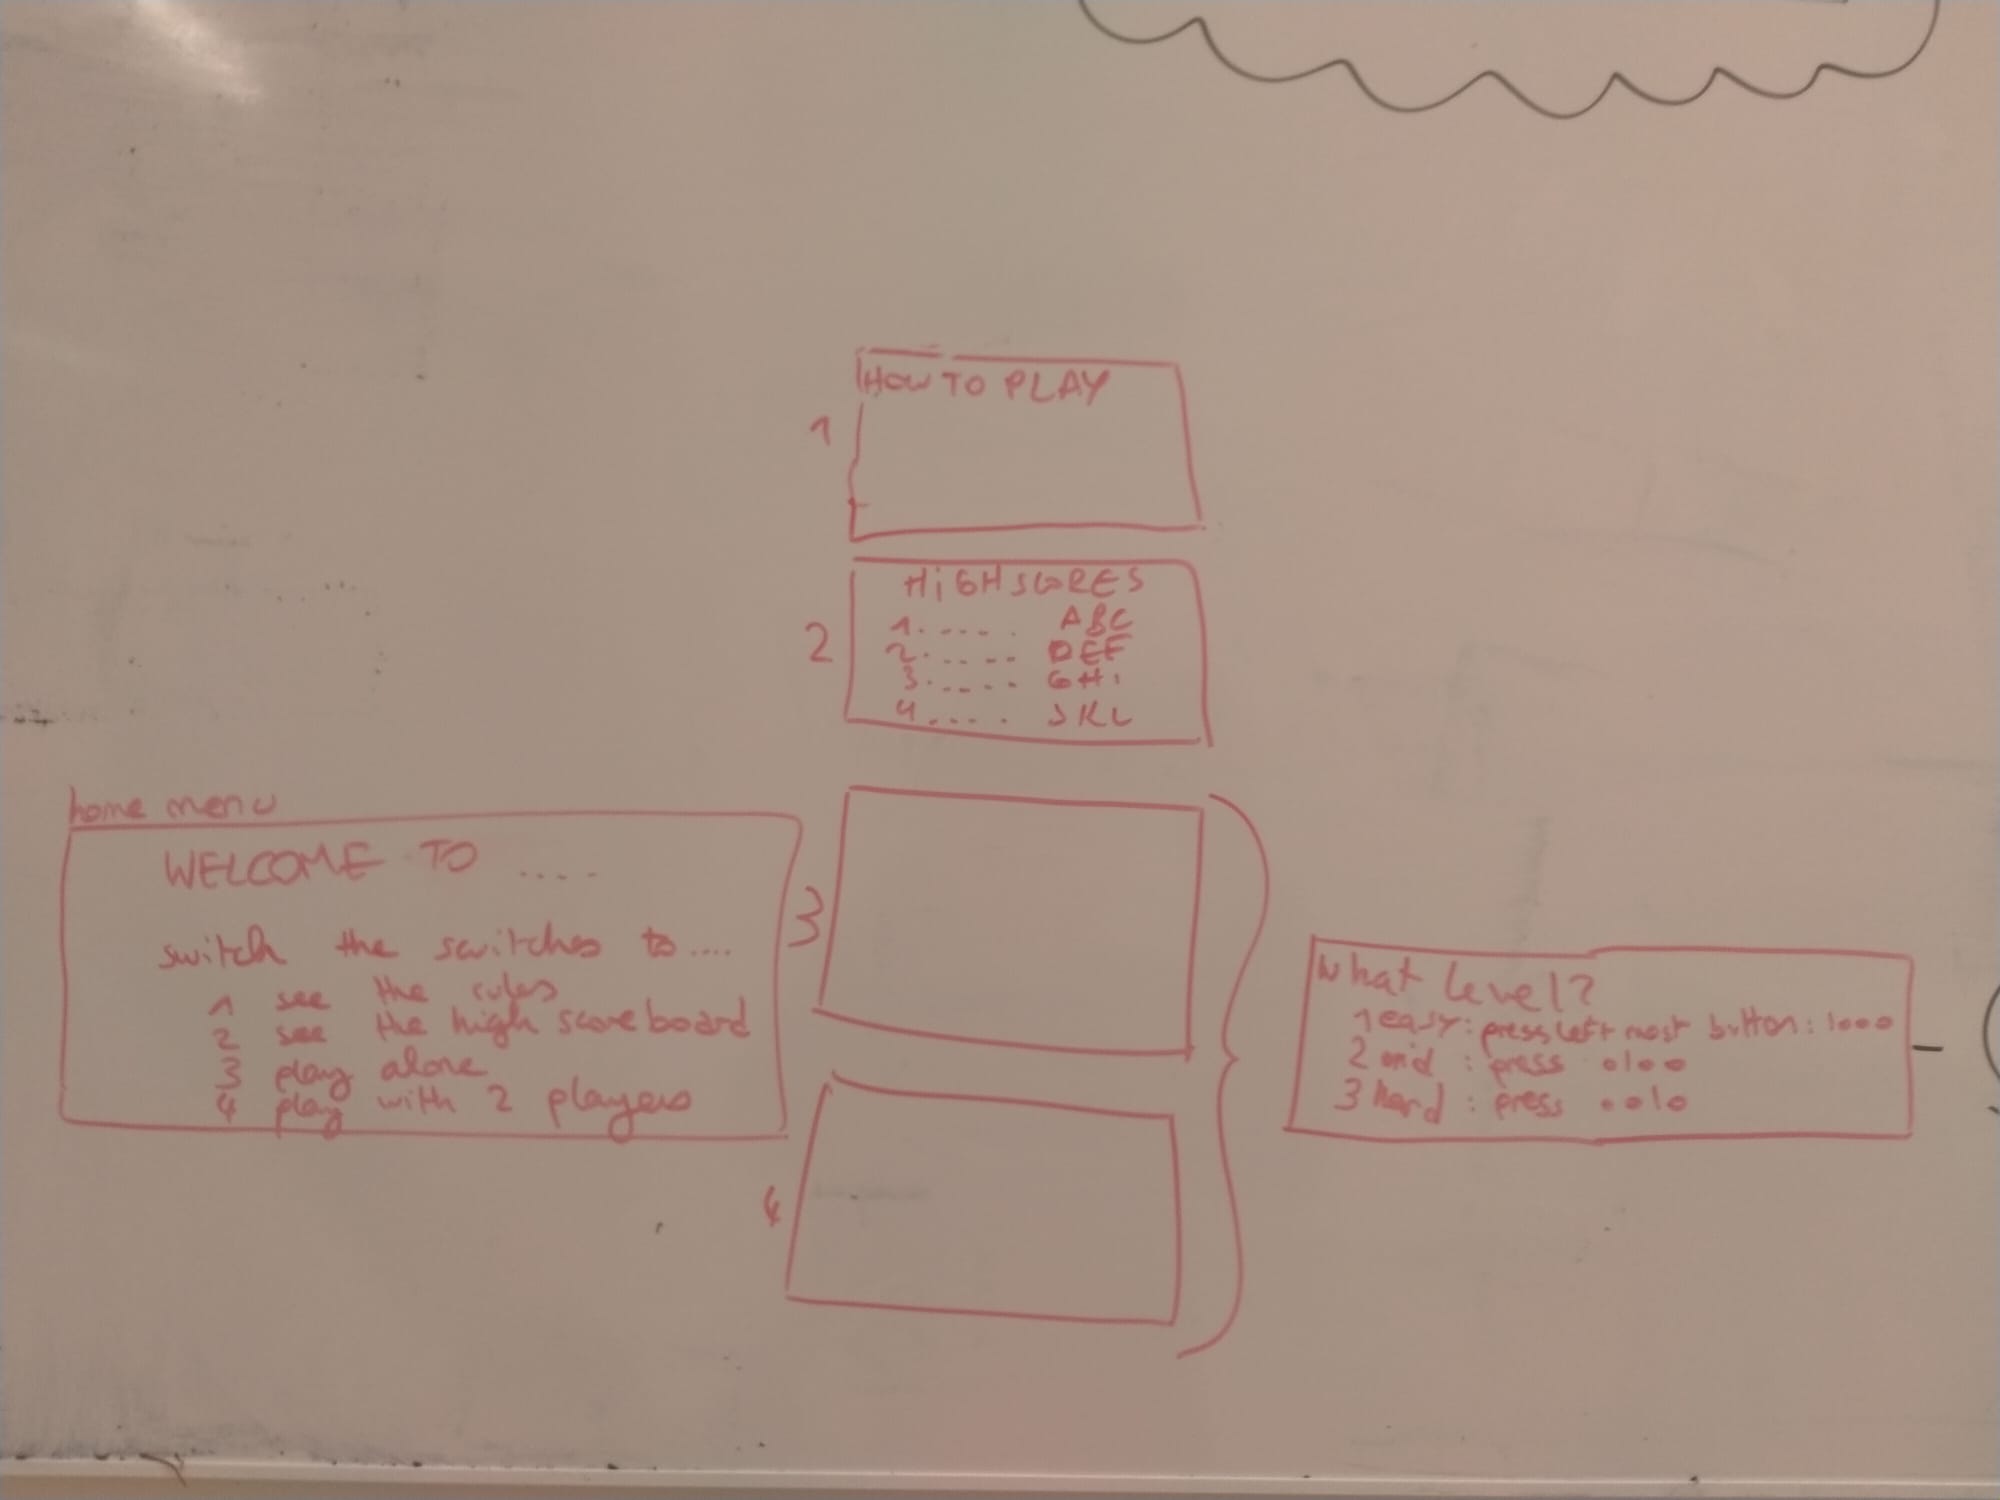 HOW TO PLAY
1
HiGHSCORES
1..... ABC
2...... DEF
2
3...... GHi
4..... JKL
home menu
WELCOME TO ....
switch the switches to....
1 see the rules
2 see the high scoreboard
3 play alone
4 play with 2 players
3
4
What level?
1 easy: press left most button: 1000
2 mid : press 0100
3 hard : press 0010